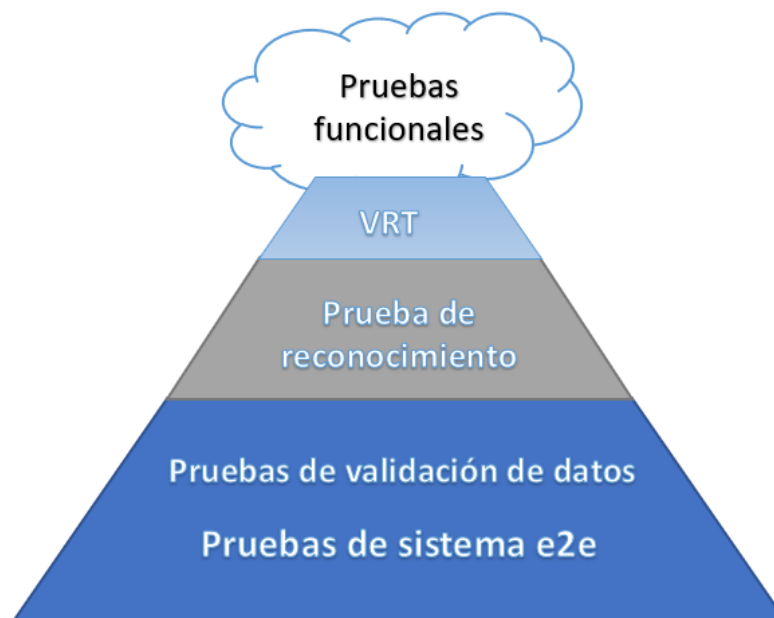 Pruebas
funcionales
VRT
Prueba de
reconocimiento
Pruebas de validación de datos
Pruebas de sistema e2e